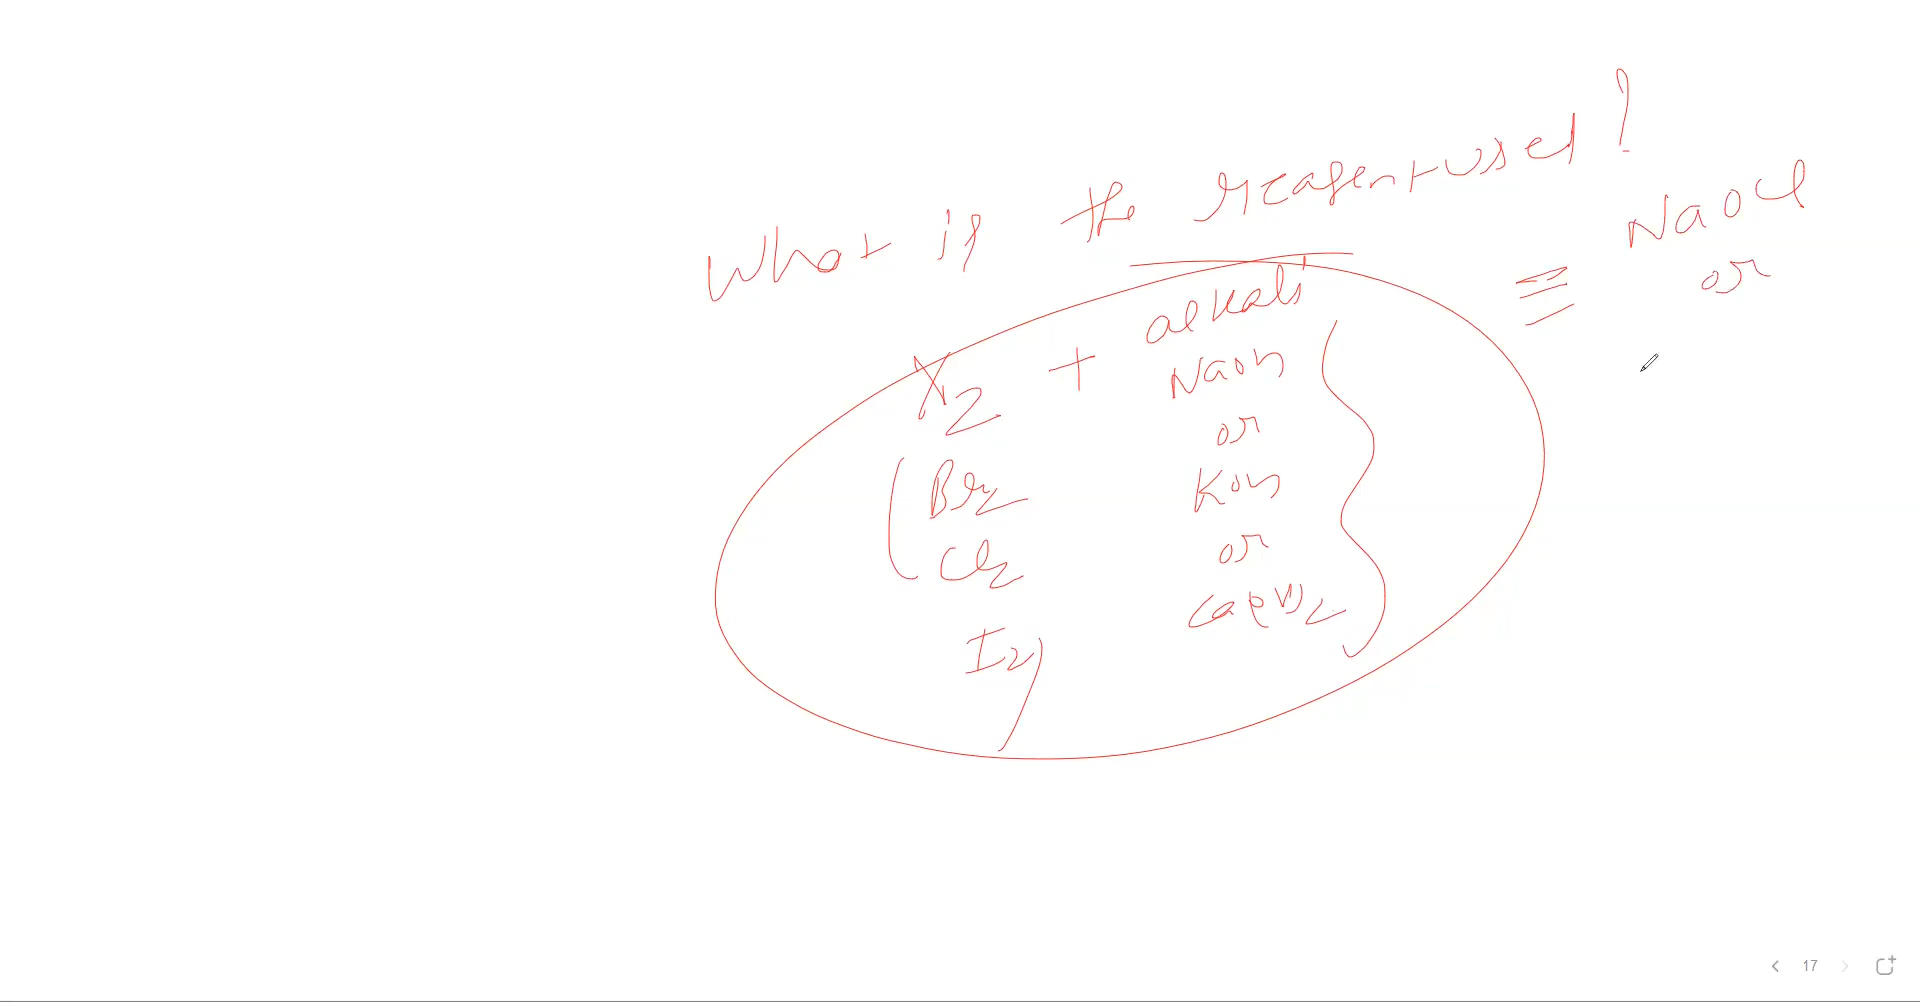 What is the reagent used?
X2 + alkali ≡ NaOCl
or
NaOH
or
(Br2
KOH
or
Cl2
Ca(OH)2
I2)
17